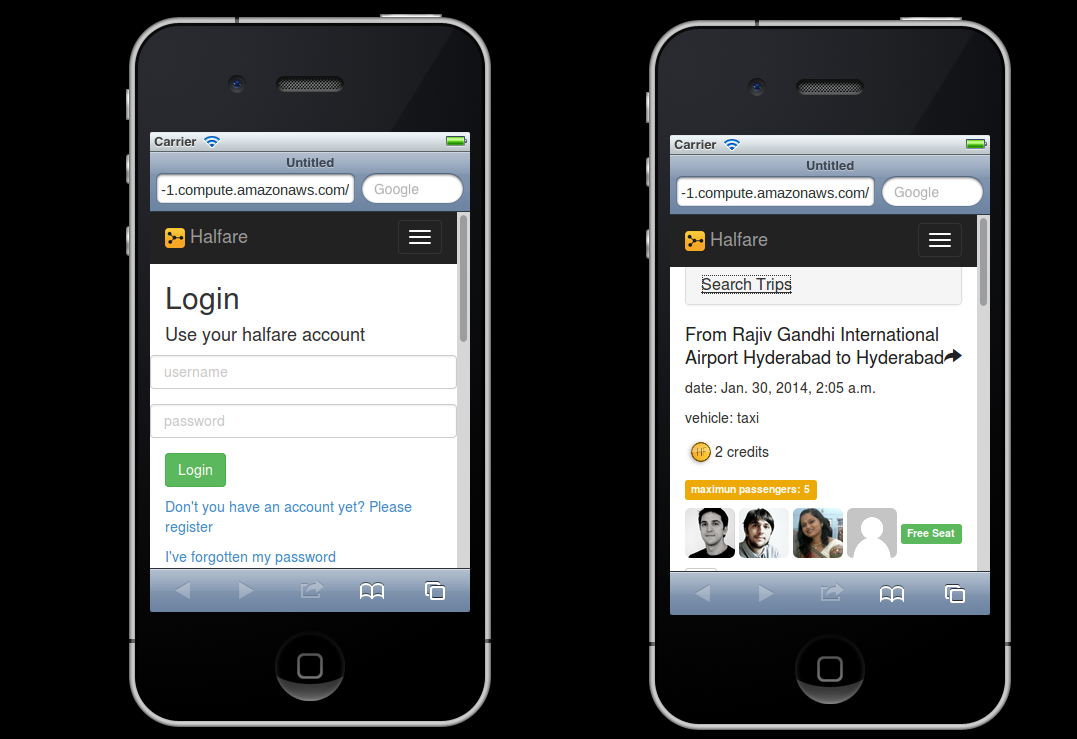 Carrier
Untitled
-1.compute.amazonaws.com/
Google
Halfare
Login
Use your halfare account
username
password
Login
Don't you have an account yet? Please
register
I've forgotten my password
Carrier
Untitled
-1.compute.amazonaws.com/
Google
Halfare
Search Trips
From Rajiv Gandhi International
Airport Hyderabad to Hyderabad
date: Jan. 30, 2014, 2:05 a.m.
vehicle: taxi
HF 2 credits
maximun passengers: 5
Free Seat